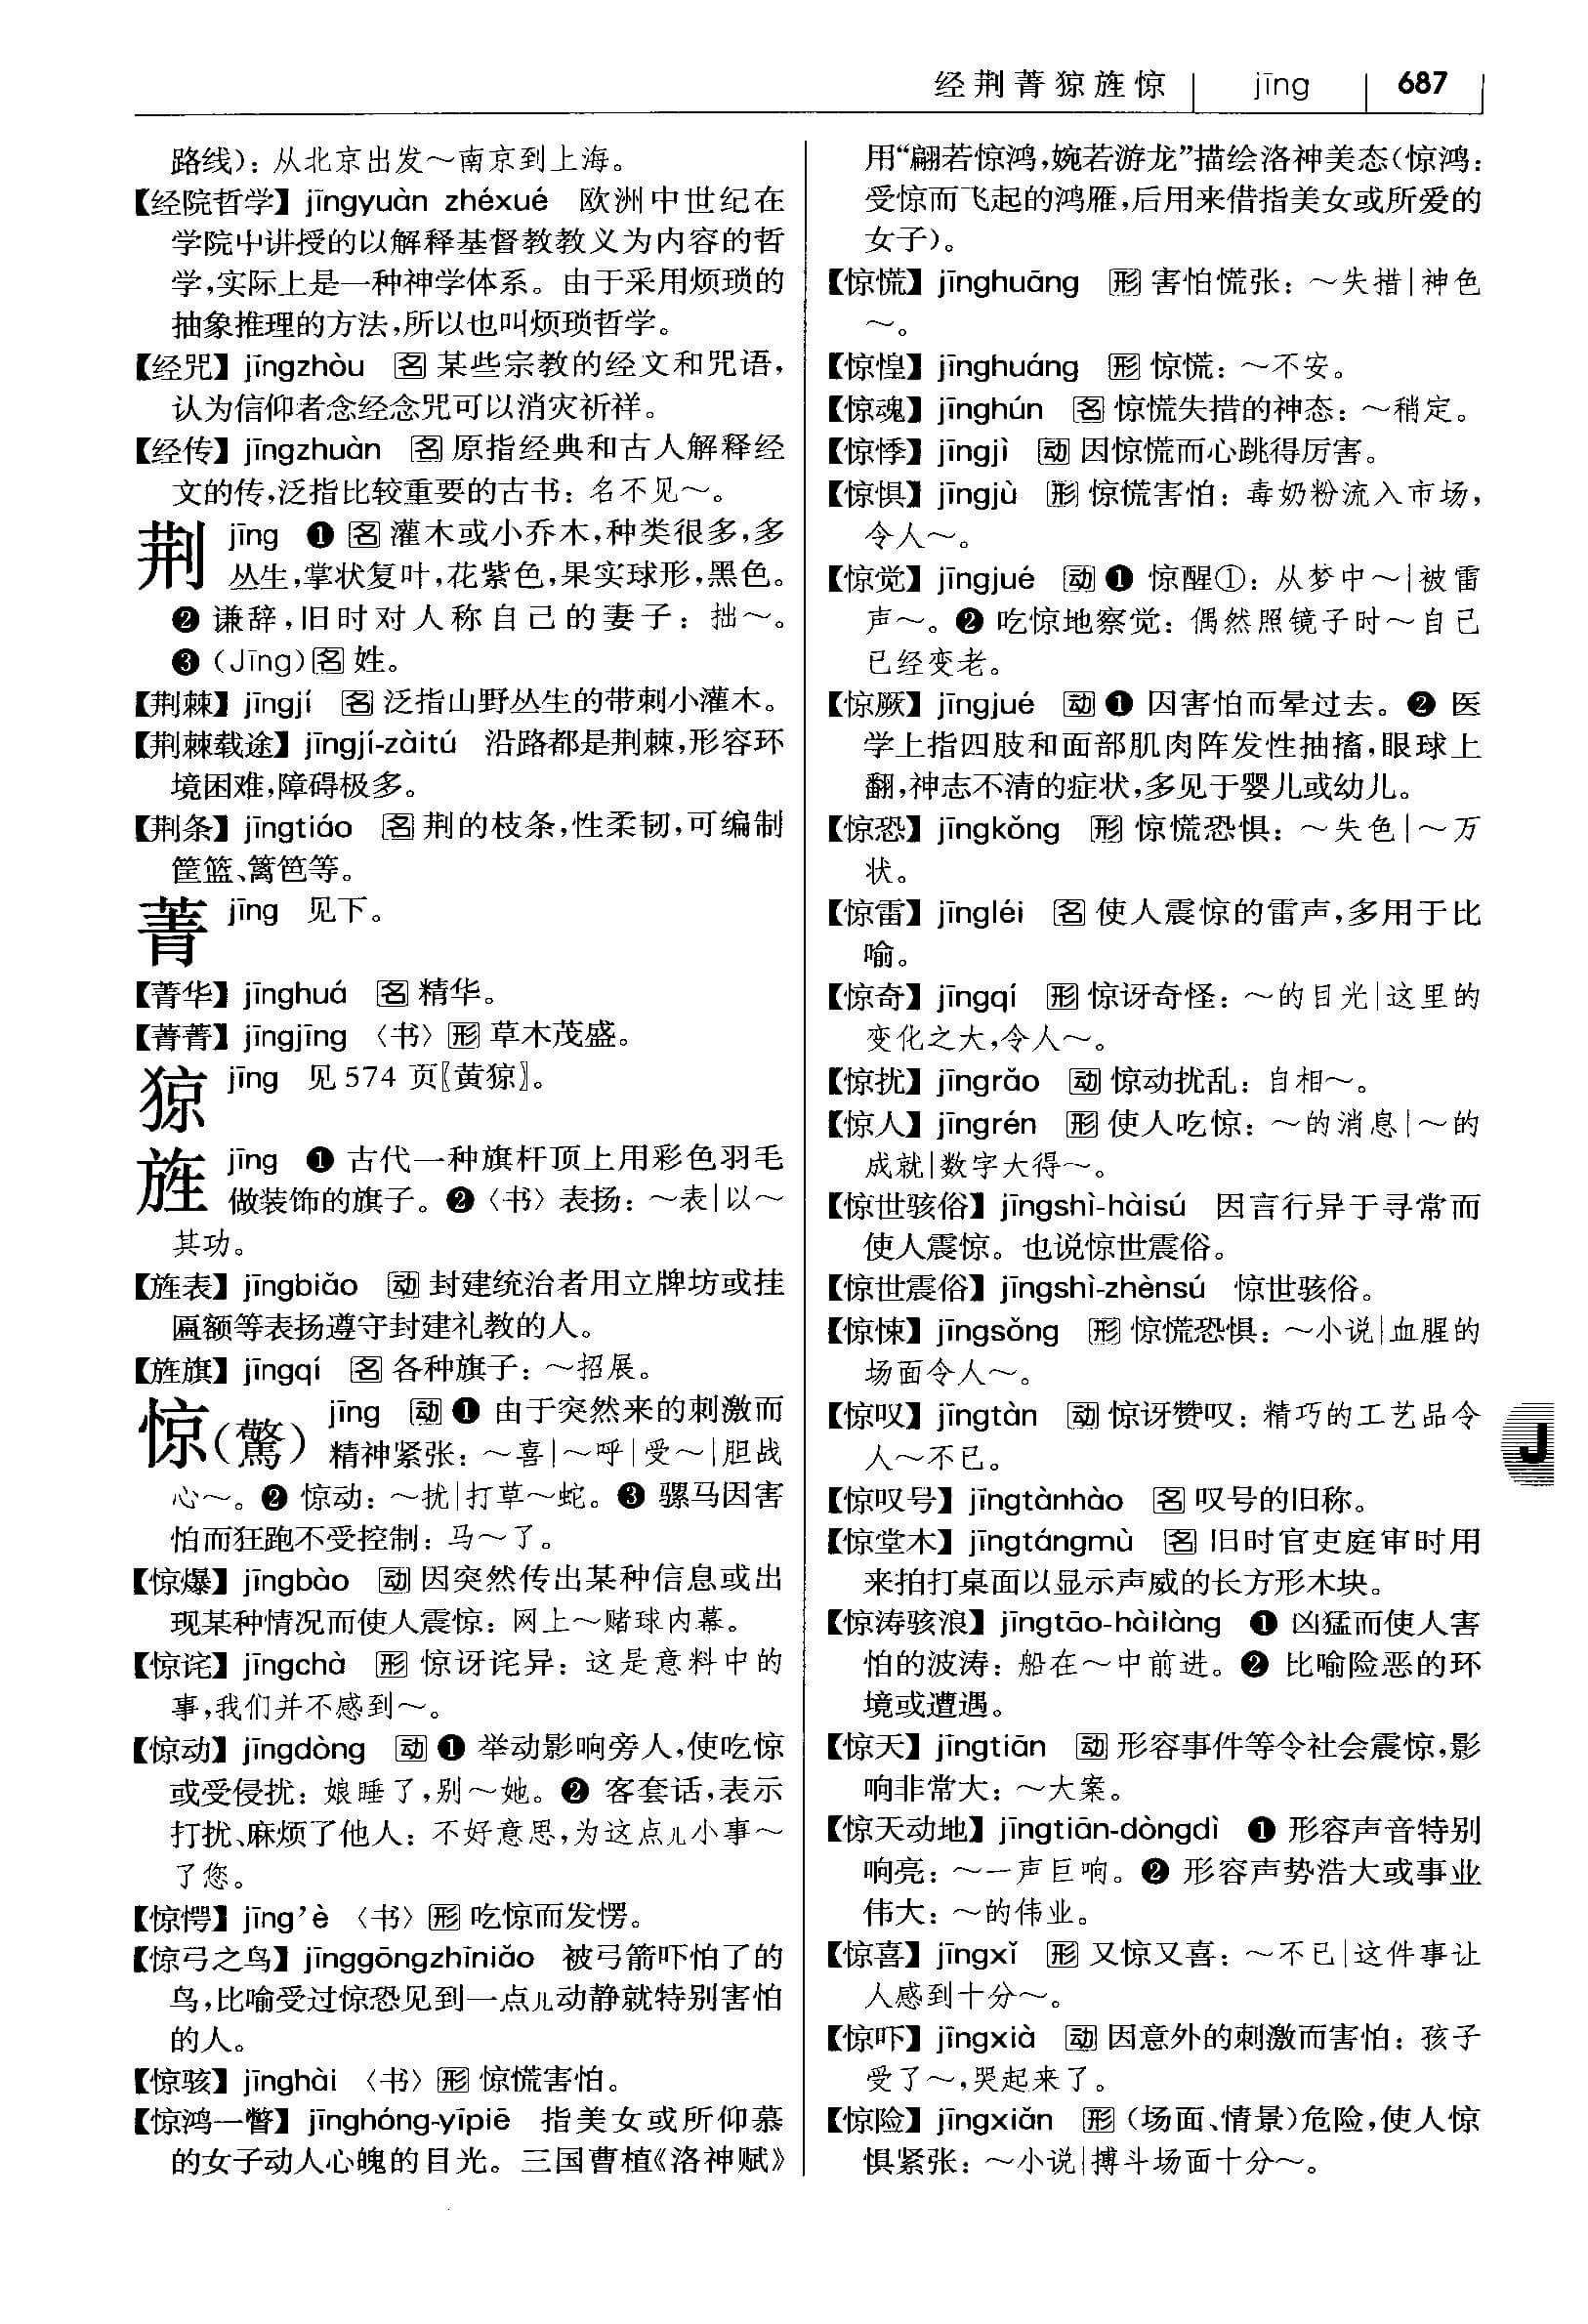 经荆菁猄旌惊 jīng 687
路线）：从北京出发～南京到上海。
【经院哲学】jīngyuàn zhéxué 欧洲中世纪在
学院中讲授的以解释基督教教义为内容的哲
学，实际上是一种神学体系。由于采用烦琐的
抽象推理的方法，所以也叫烦琐哲学。
【经咒】jīngzhòu 名 某些宗教的经文和咒语，
认为信仰者念经念咒可以消灾祈祥。
【经传】jīngzhuàn 名 原指经典和古人解释经
文的传，泛指比较重要的古书：名不见～。
荆 jīng ❶ 名 灌木或小乔木，种类很多，多
丛生，掌状复叶，花紫色，果实球形，黑色。
❷ 谦辞，旧时对人称自己的妻子：拙～。
❸（Jīng）名 姓。
【荆棘】jīngjí 名 泛指山野丛生的带刺小灌木。
【荆棘载途】jīngjí-zàitú 沿路都是荆棘，形容环
境困难，障碍极多。
【荆条】jīngtiáo 名 荆的枝条，性柔韧，可编制
筐篮、篱笆等。
菁 jīng 见下。
【菁华】jīnghuá 名 精华。
【菁菁】jīngjīng 〈书〉形 草木茂盛。
猄 jīng 见 574 页〖黄猄〗。
旌 jīng ❶ 古代一种旗杆顶上用彩色羽毛
做装饰的旗子。❷〈书〉表扬：～表|以～
其功。
【旌表】jīngbiǎo 动 封建统治者用立牌坊或挂
匾额等表扬遵守封建礼教的人。
【旌旗】jīngqí 名 各种旗子：～招展。
惊（驚） jīng 动 ❶ 由于突然来的刺激而
精神紧张：～喜|～呼|受～|胆战
心～。❷ 惊动：～扰|打草～蛇。❸ 骡马因害
怕而狂跑不受控制：马～了。
【惊爆】jīngbào 动 因突然传出某种信息或出
现某种情况而使人震惊：网上～赌球内幕。
【惊诧】jīngchà 形 惊讶诧异：这是意料中的
事，我们并不感到～。
【惊动】jīngdòng 动 ❶ 举动影响旁人，使吃惊
或受侵扰：娘睡了，别～她。❷ 客套话，表示
打扰、麻烦了他人：不好意思，为这点儿小事～
了您。
【惊愕】jīng’è 〈书〉形 吃惊而发愣。
【惊弓之鸟】jīnggōngzhīniǎo 被弓箭吓怕了的
鸟，比喻受过惊恐见到一点儿动静就特别害怕
的人。
【惊骇】jīnghài 〈书〉形 惊慌害怕。
【惊鸿一瞥】jīnghóng-yīpiē 指美女或所仰慕
的女子动人心魄的目光。三国曹植《洛神赋》
用“翩若惊鸿，婉若游龙”描绘洛神美态（惊鸿：
受惊而飞起的鸿雁，后用来借指美女或所爱的
女子）。
【惊慌】jīnghuāng 形 害怕慌张：～失措|神色
～。
【惊惶】jīnghuáng 形 惊慌：～不安。
【惊魂】jīnghún 名 惊慌失措的神态：～稍定。
【惊悸】jīngjì 动 因惊慌而心跳得厉害。
【惊惧】jīngjù 形 惊慌害怕：毒奶粉流入市场，
令人～。
【惊觉】jīngjué 动 ❶ 惊醒①：从梦中～|被雷
声～。❷ 吃惊地察觉：偶然照镜子时～自己
已经变老。
【惊厥】jīngjué 动 ❶ 因害怕而晕过去。❷ 医
学上指四肢和面部肌肉阵发性抽搐，眼球上
翻，神志不清的症状，多见于婴儿或幼儿。
【惊恐】jīngkǒng 形 惊慌恐惧：～失色|～万
状。
【惊雷】jīngléi 名 使人震惊的雷声，多用于比
喻。
【惊奇】jīngqí 形 惊讶奇怪：～的目光|这里的
变化之大，令人～。
【惊扰】jīngrǎo 动 惊动扰乱：自相～。
【惊人】jīngrén 形 使人吃惊：～的消息|～的
成就|数字大得～。
【惊世骇俗】jīngshì-hàisú 因言行异于寻常而
使人震惊。也说惊世震俗。
【惊世震俗】jīngshì-zhènsú 惊世骇俗。
【惊悚】jīngsǒng 形 惊慌恐惧：～小说|血腥的
场面令人～。
【惊叹】jīngtàn 动 惊讶赞叹：精巧的工艺品令
人～不已。
【惊叹号】jīngtànhào 名 叹号的旧称。
【惊堂木】jīngtángmù 名 旧时官吏庭审时用
来拍打桌面以显示声威的长方形木块。
【惊涛骇浪】jīngtāo-hàilàng ❶ 凶猛而使人害
怕的波涛：船在～中前进。❷ 比喻险恶的环
境或遭遇。
【惊天】jīngtiān 动 形容事件等令社会震惊，影
响非常大：～大案。
【惊天动地】jīngtiān-dòngdì ❶ 形容声音特别
响亮：～一声巨响。❷ 形容声势浩大或事业
伟大：～的伟业。
【惊喜】jīngxǐ 形 又惊又喜：～不已|这件事让
人感到十分～。
【惊吓】jīngxià 动 因意外的刺激而害怕：孩子
受了～，哭起来了。
【惊险】jīngxiǎn 形（场面、情景）危险，使人惊
惧紧张：～小说|搏斗场面十分～。
J